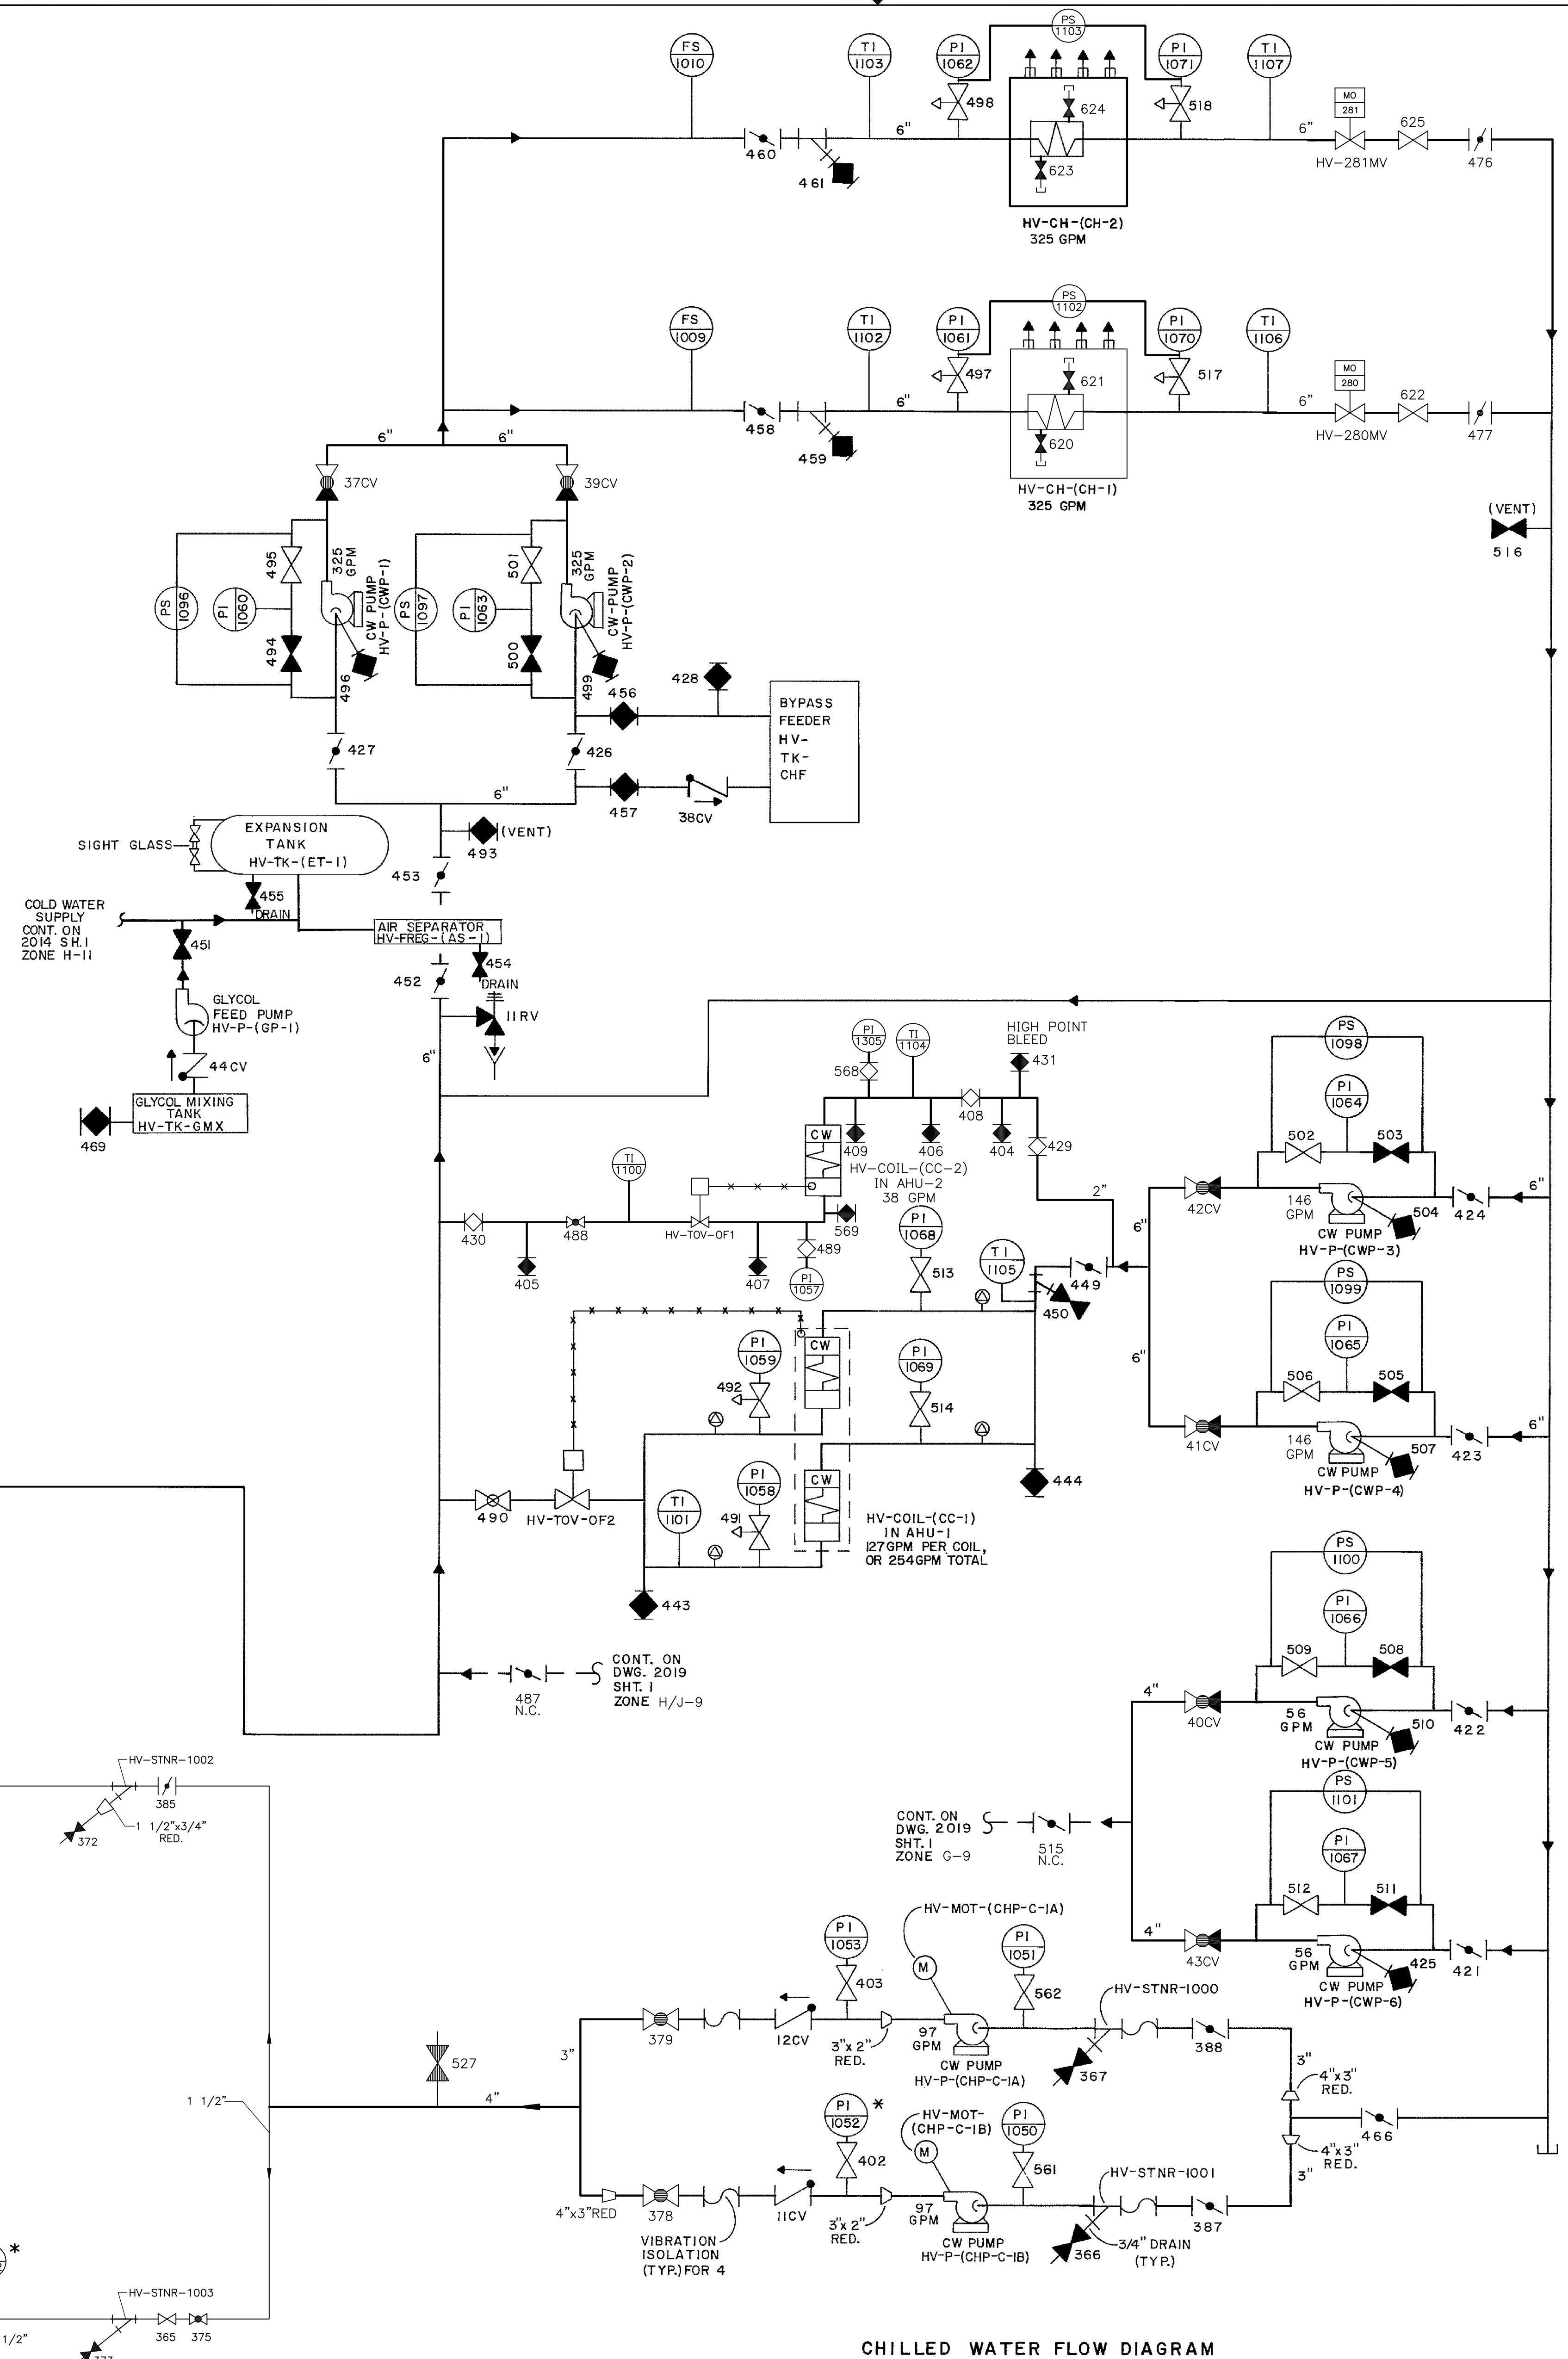 PS
1103
FS
1010
TI
1103
PI
1062
PI
1071
TI
1107
498
624
518
MO
281
625
6"
6"
460
461
623
HV-281MV
476
HV-CH-(CH-2)
325 GPM
PS
1102
FS
1009
TI
1102
PI
1061
PI
1070
TI
1106
497
621
517
MO
280
622
6"
6"
458
459
620
HV-280MV
477
HV-CH-(CH-1)
325 GPM
6"
6"
37CV
39CV
(VENT)
516
495
325
GPM
501
325
GPM
PS
1096
PI
1060
CW PUMP
HV-P-(CWP-1)
PS
1097
PI
1063
CW-PUMP
HV-P-(CWP-2)
494
496
500
499
456
428
BYPASS
FEEDER
HV-
TK-
CHF
427
426
6"
457
38CV
EXPANSION
TANK
HV-TK-(ET-1)
SIGHT GLASS
(VENT)
493
453
455
DRAIN
COLD WATER
SUPPLY
CONT. ON
2014 SH.1
ZONE H-11
AIR SEPARATOR
HV-FREG-(AS-1)
451
452
454
DRAIN
GLYCOL
FEED PUMP
HV-P-(GP-1)
11RV
6"
44CV
GLYCOL MIXING
TANK
HV-TK-GMX
469
PI
1305
TI
1104
HIGH POINT
BLEED
431
568
408
CW
409
406
404
429
HV-COIL-(CC-2)
IN AHU-2
38 GPM
TI
1100
2"
430
488
HV-TOV-OF1
569
489
405
407
PI
1057
PI
1068
513
TI
1105
449
450
PS
1098
PI
1064
502
503
42CV
146
GPM
504
424
6"
6"
CW PUMP
HV-P-(CWP-3)
PS
1099
PI
1065
6"
506
505
41CV
146
GPM
507
423
6"
CW PUMP
HV-P-(CWP-4)
PI
1059
CW
PI
1069
492
514
PI
1058
CW
444
TI
1101
491
490
HV-TOV-OF2
HV-COIL-(CC-1)
IN AHU-1
127GPM PER COIL,
OR 254GPM TOTAL
443
PS
1100
PI
1066
509
508
4"
40CV
56
GPM
510
422
CW PUMP
HV-P-(CWP-5)
487
N.C.
CONT. ON
DWG. 2019
SHT. 1
ZONE H/J-9
PS
1101
PI
1067
CONT. ON
DWG. 2019
SHT. 1
ZONE G-9
515
N.C.
512
511
4"
43CV
56
GPM
425
421
CW PUMP
HV-P-(CWP-6)
HV-STNR-1002
385
372
1 1/2"x3/4"
RED.
HV-MOT-(CHP-C-1A)
PI
1053
PI
1051
M
403
562
HV-STNR-1000
379
12CV
3"x 2"
RED.
97
GPM
CW PUMP
HV-P-(CHP-C-1A)
367
388
3"
3"
4"x3"
RED.
527
4"
1 1/2"
PI
1052
*
HV-MOT-
(CHP-C-1B)
PI
1050
466
4"x3"
RED.
M
402
561
HV-STNR-1001
3"
4"x3"RED
378
11CV
3"x 2"
RED.
97
GPM
CW PUMP
HV-P-(CHP-C-1B)
366
387
3/4" DRAIN
(TYP.)
VIBRATION
ISOLATION
(TYP.) FOR 4
*
HV-STNR-1003
365
375
1/2"
373
CHILLED WATER FLOW DIAGRAM